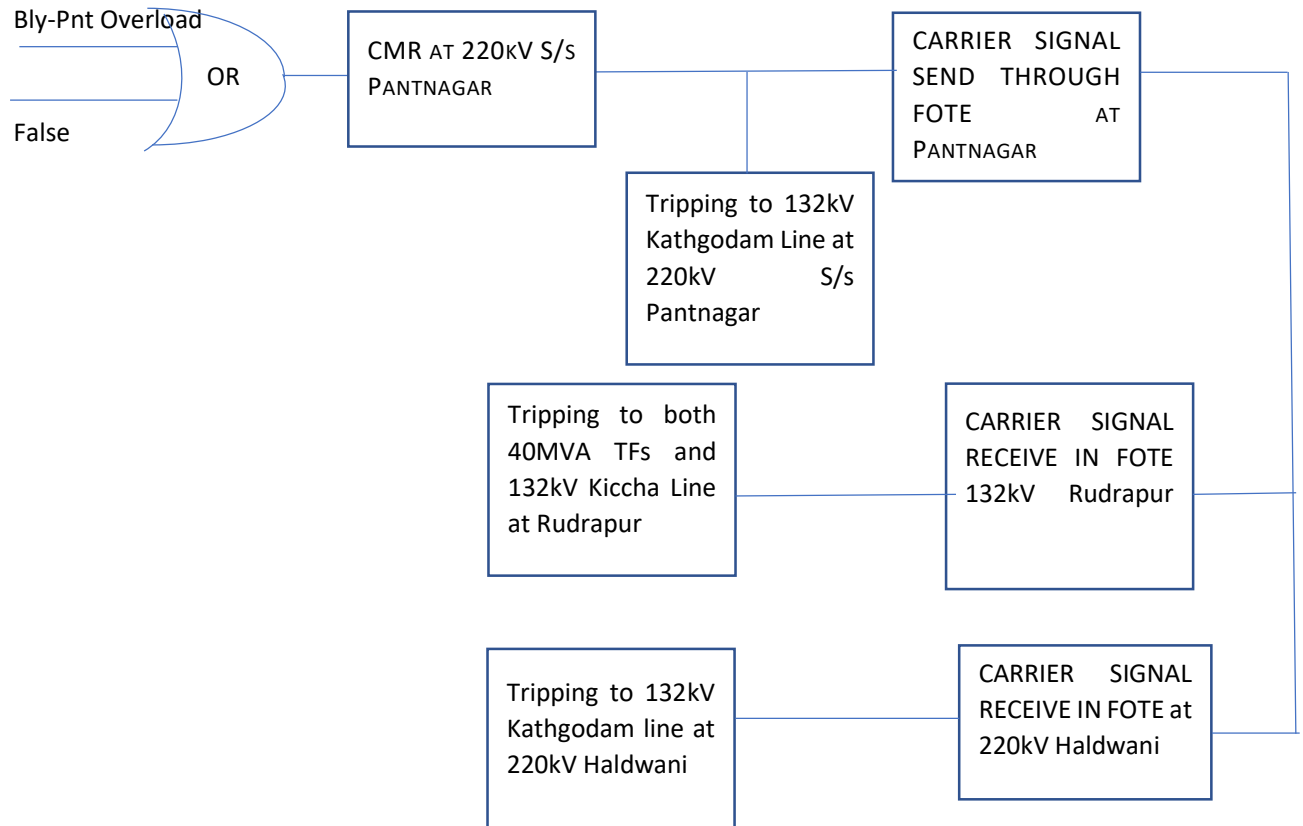 Bly-Pnt Overload
OR
False
CMR AT 220KV S/S
PANTNAGAR
CARRIER SIGNAL
SEND THROUGH
FOTE AT
PANTNAGAR
Tripping to 132kV
Kathgodam Line at
220kV S/s
Pantnagar
Tripping to both
40MVA TFs and
132kV Kiccha Line
at Rudrapur
CARRIER SIGNAL
RECEIVE IN FOTE
132kV Rudrapur
Tripping to 132kV
Kathgodam line at
220kV Haldwani
CARRIER SIGNAL
RECEIVE IN FOTE at
220kV Haldwani